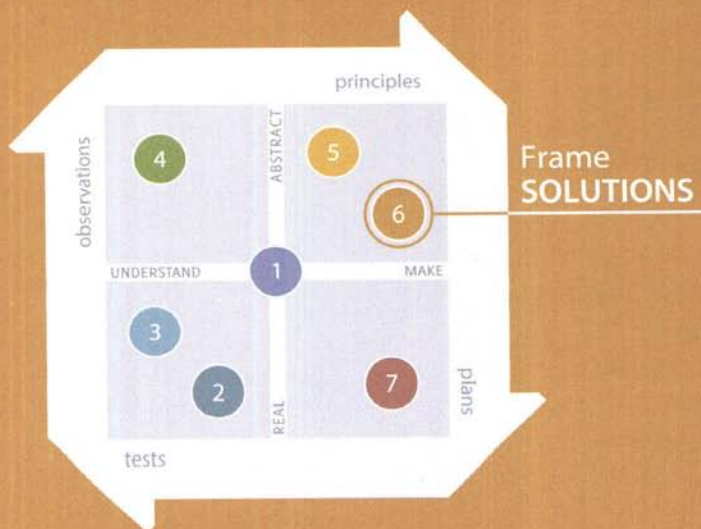 principles
observations
ABSTRACT
4
5
Frame
SOLUTIONS
6
UNDERSTAND
1
MAKE
3
2
7
REAL
plans
tests